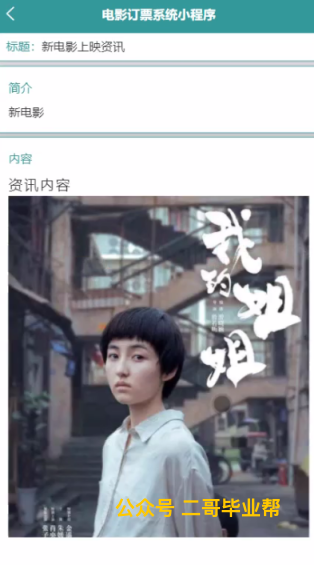 电影订票系统小程序
标题：新电影上映资讯
简介
新电影
内容
资讯内容
我的姐姐
公众号 二哥毕业帮